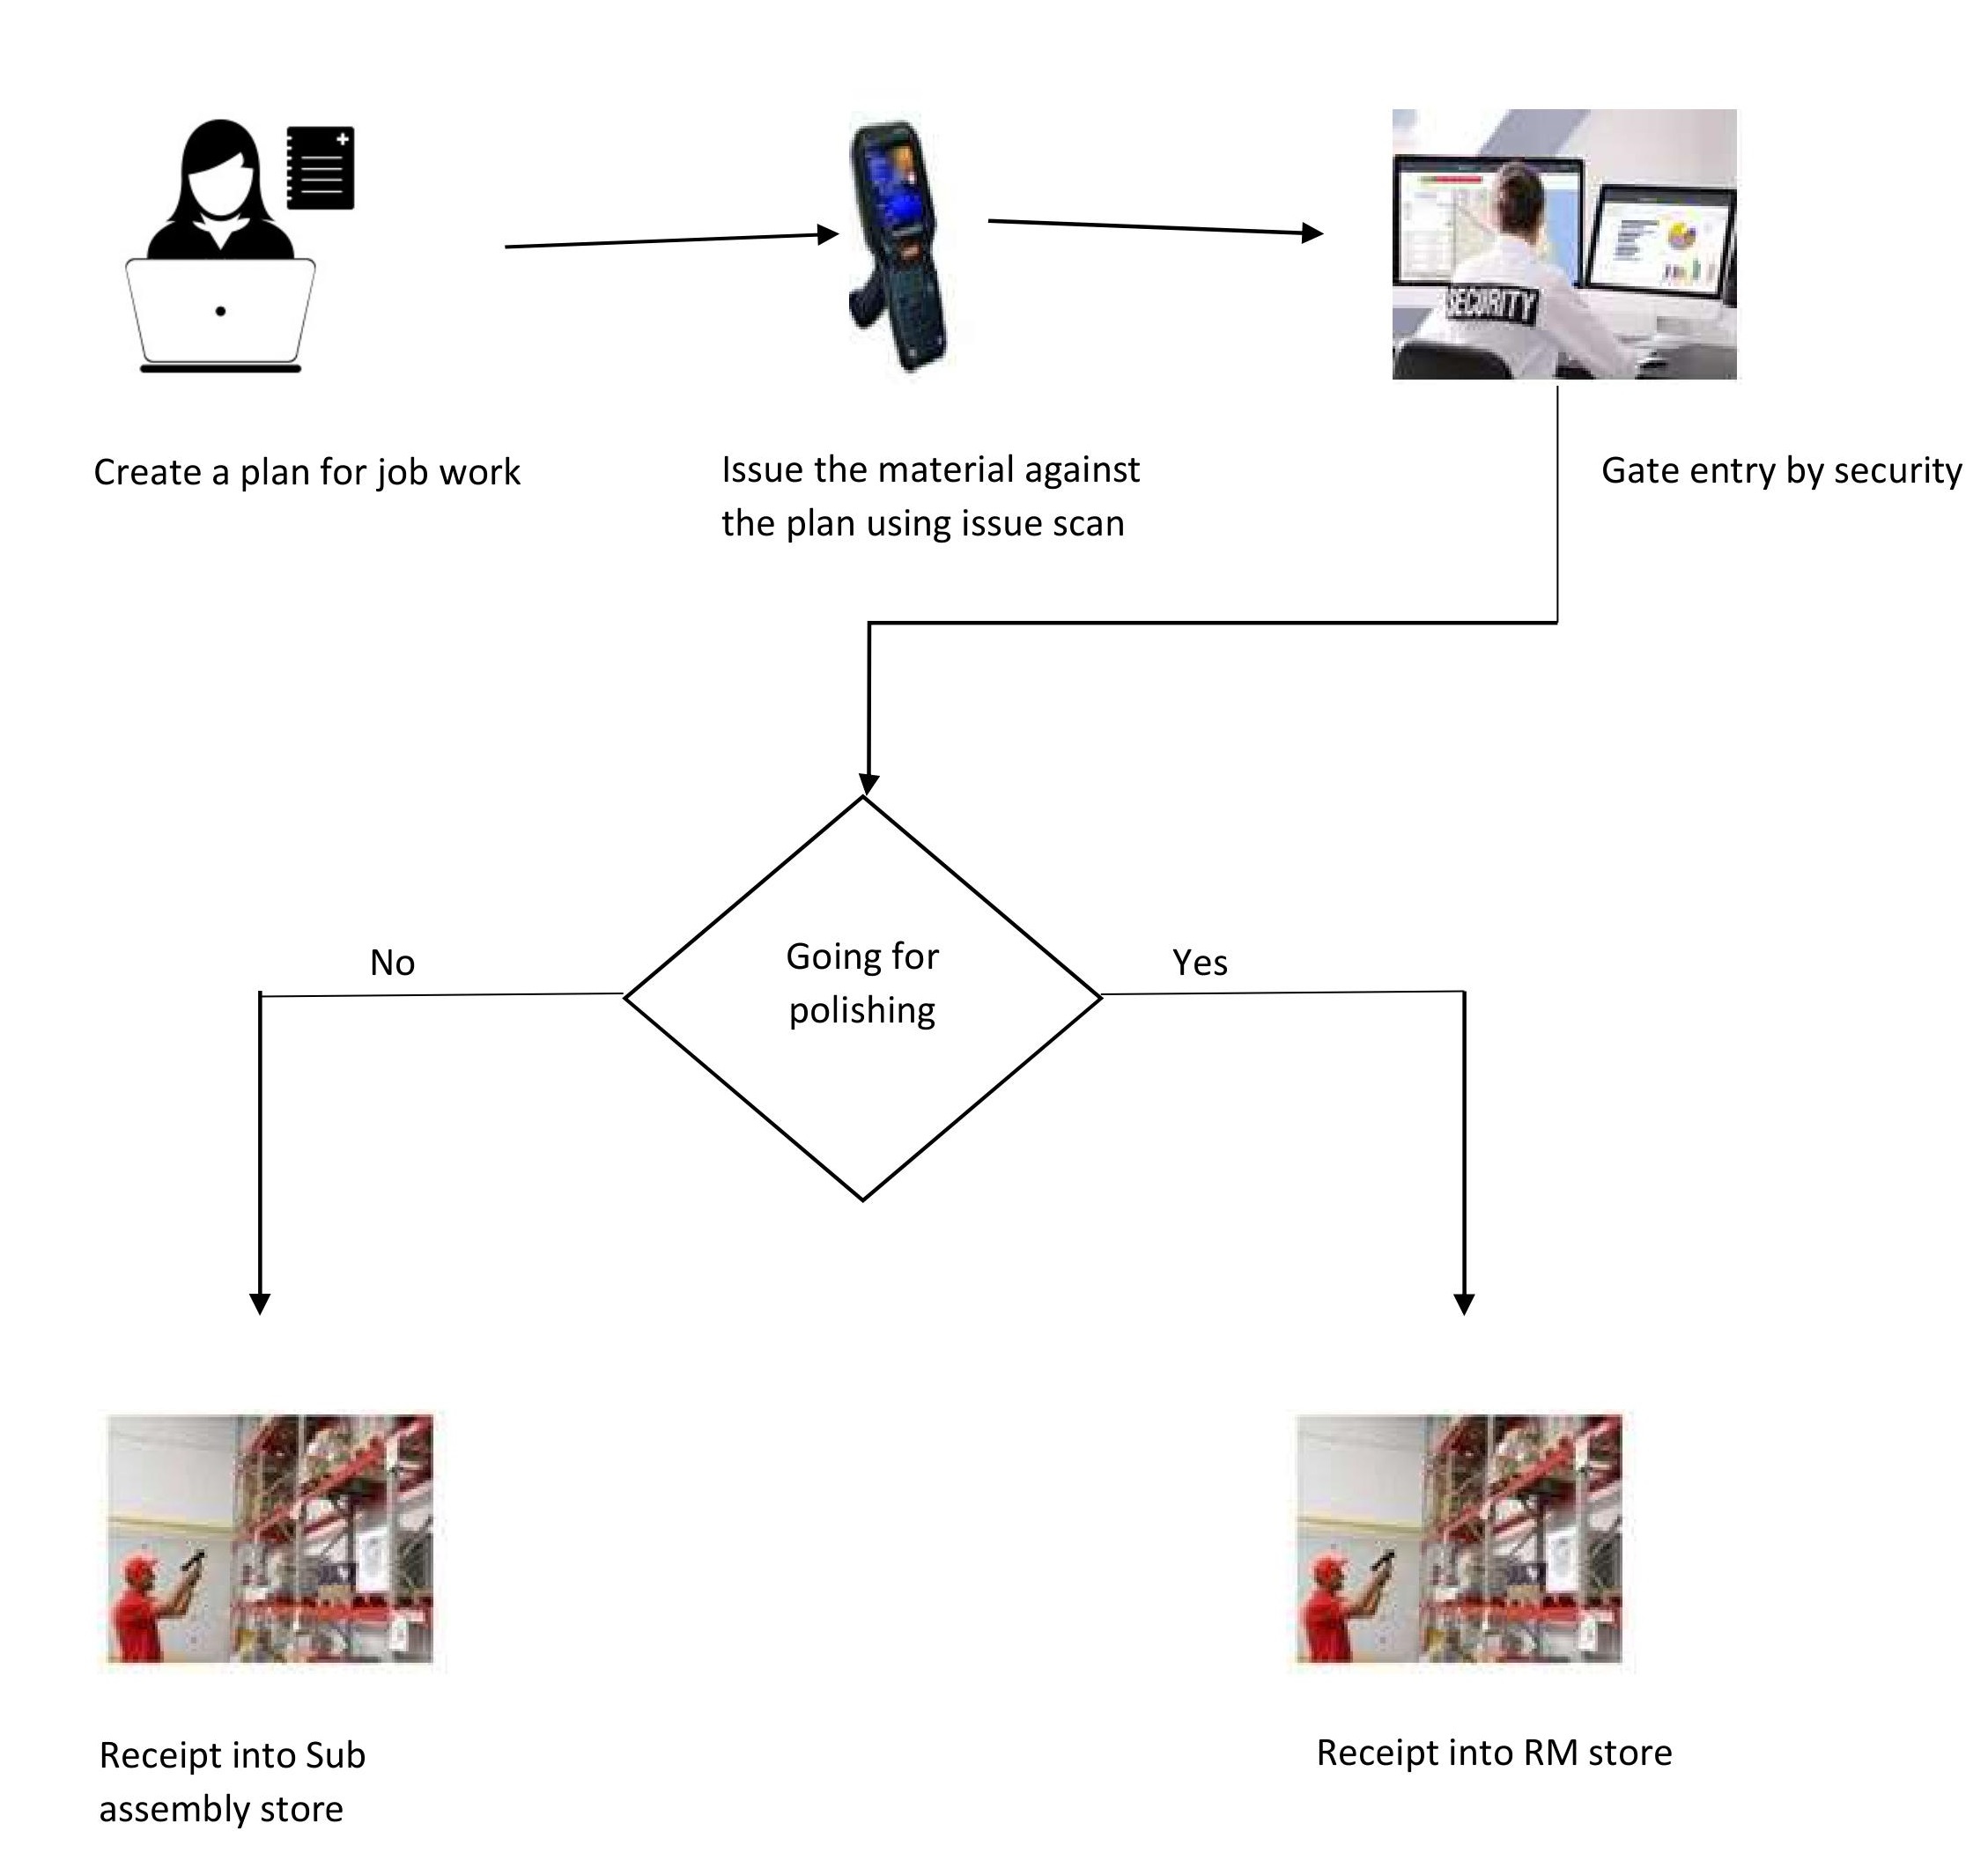 SECURITY
Create a plan for job work
Issue the material against
the plan using issue scan
Gate entry by security
Going for
polishing
No
Yes
Receipt into Sub
assembly store
Receipt into RM store